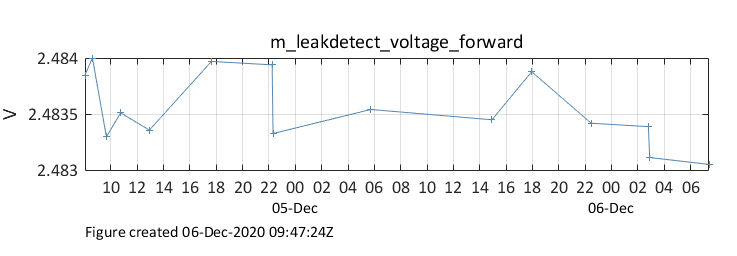 m_leakdetect_voltage_forward
2.484
2.4835
2.483
V
10 12 14 16 18 20 22 00 02 04 06 08 10 12 14 16 18 20 22 00 02 04 06
05-Dec 06-Dec
Figure created 06-Dec-2020 09:47:24Z